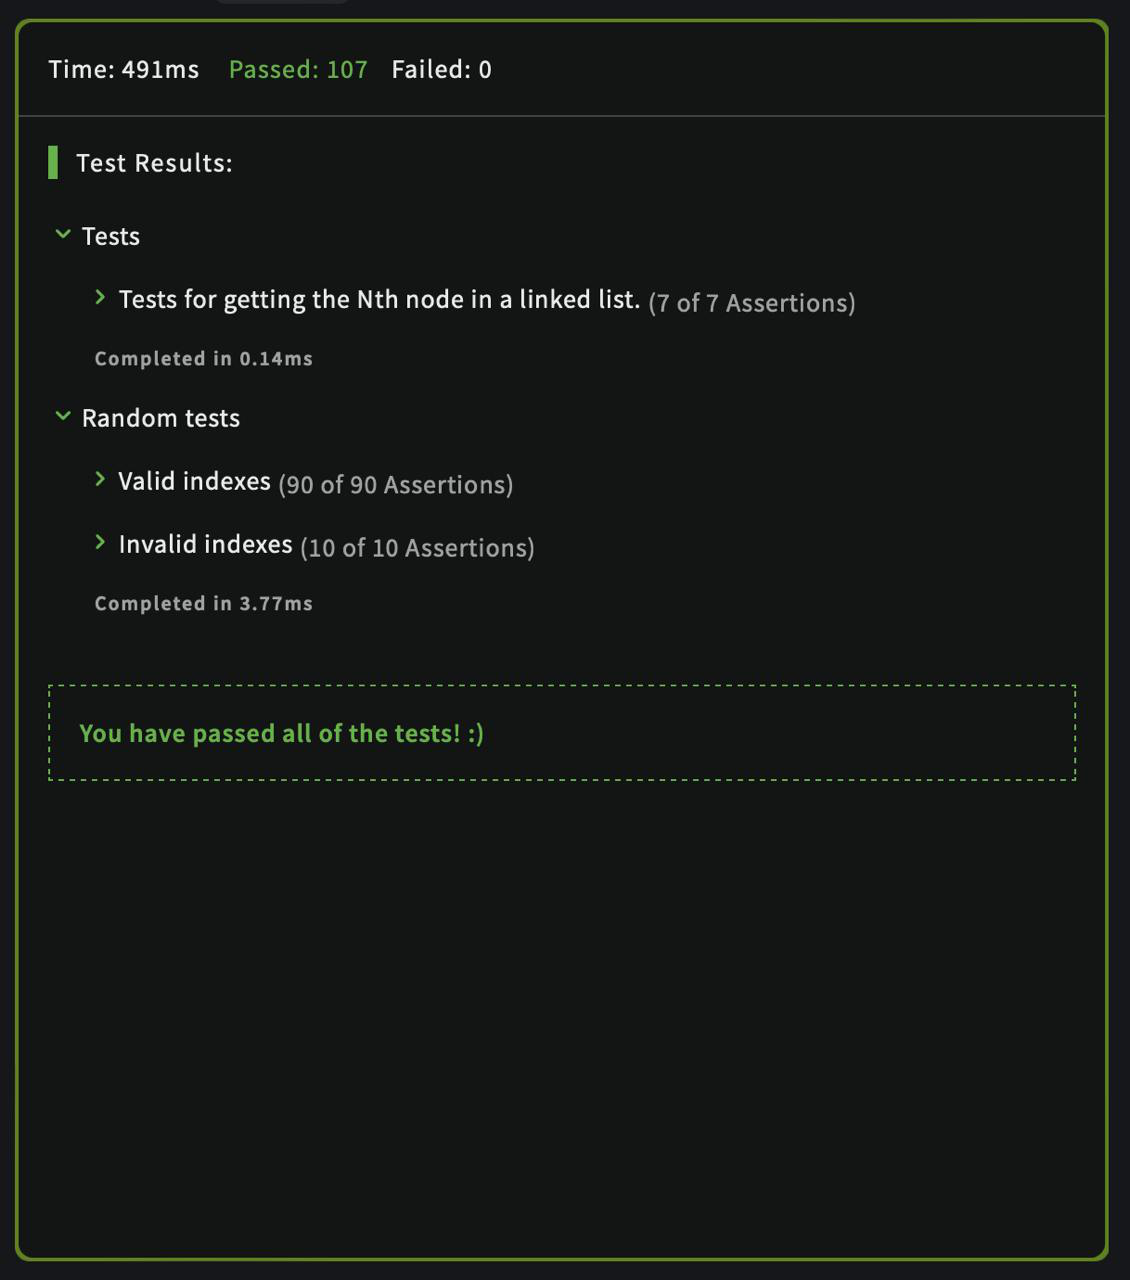 Time: 491ms Passed: 107 Failed: 0
Test Results:
Tests
Tests for getting the Nth node in a linked list. (7 of 7 Assertions)
Completed in 0.14ms
Random tests
Valid indexes (90 of 90 Assertions)
Invalid indexes (10 of 10 Assertions)
Completed in 3.77ms
You have passed all of the tests! :)